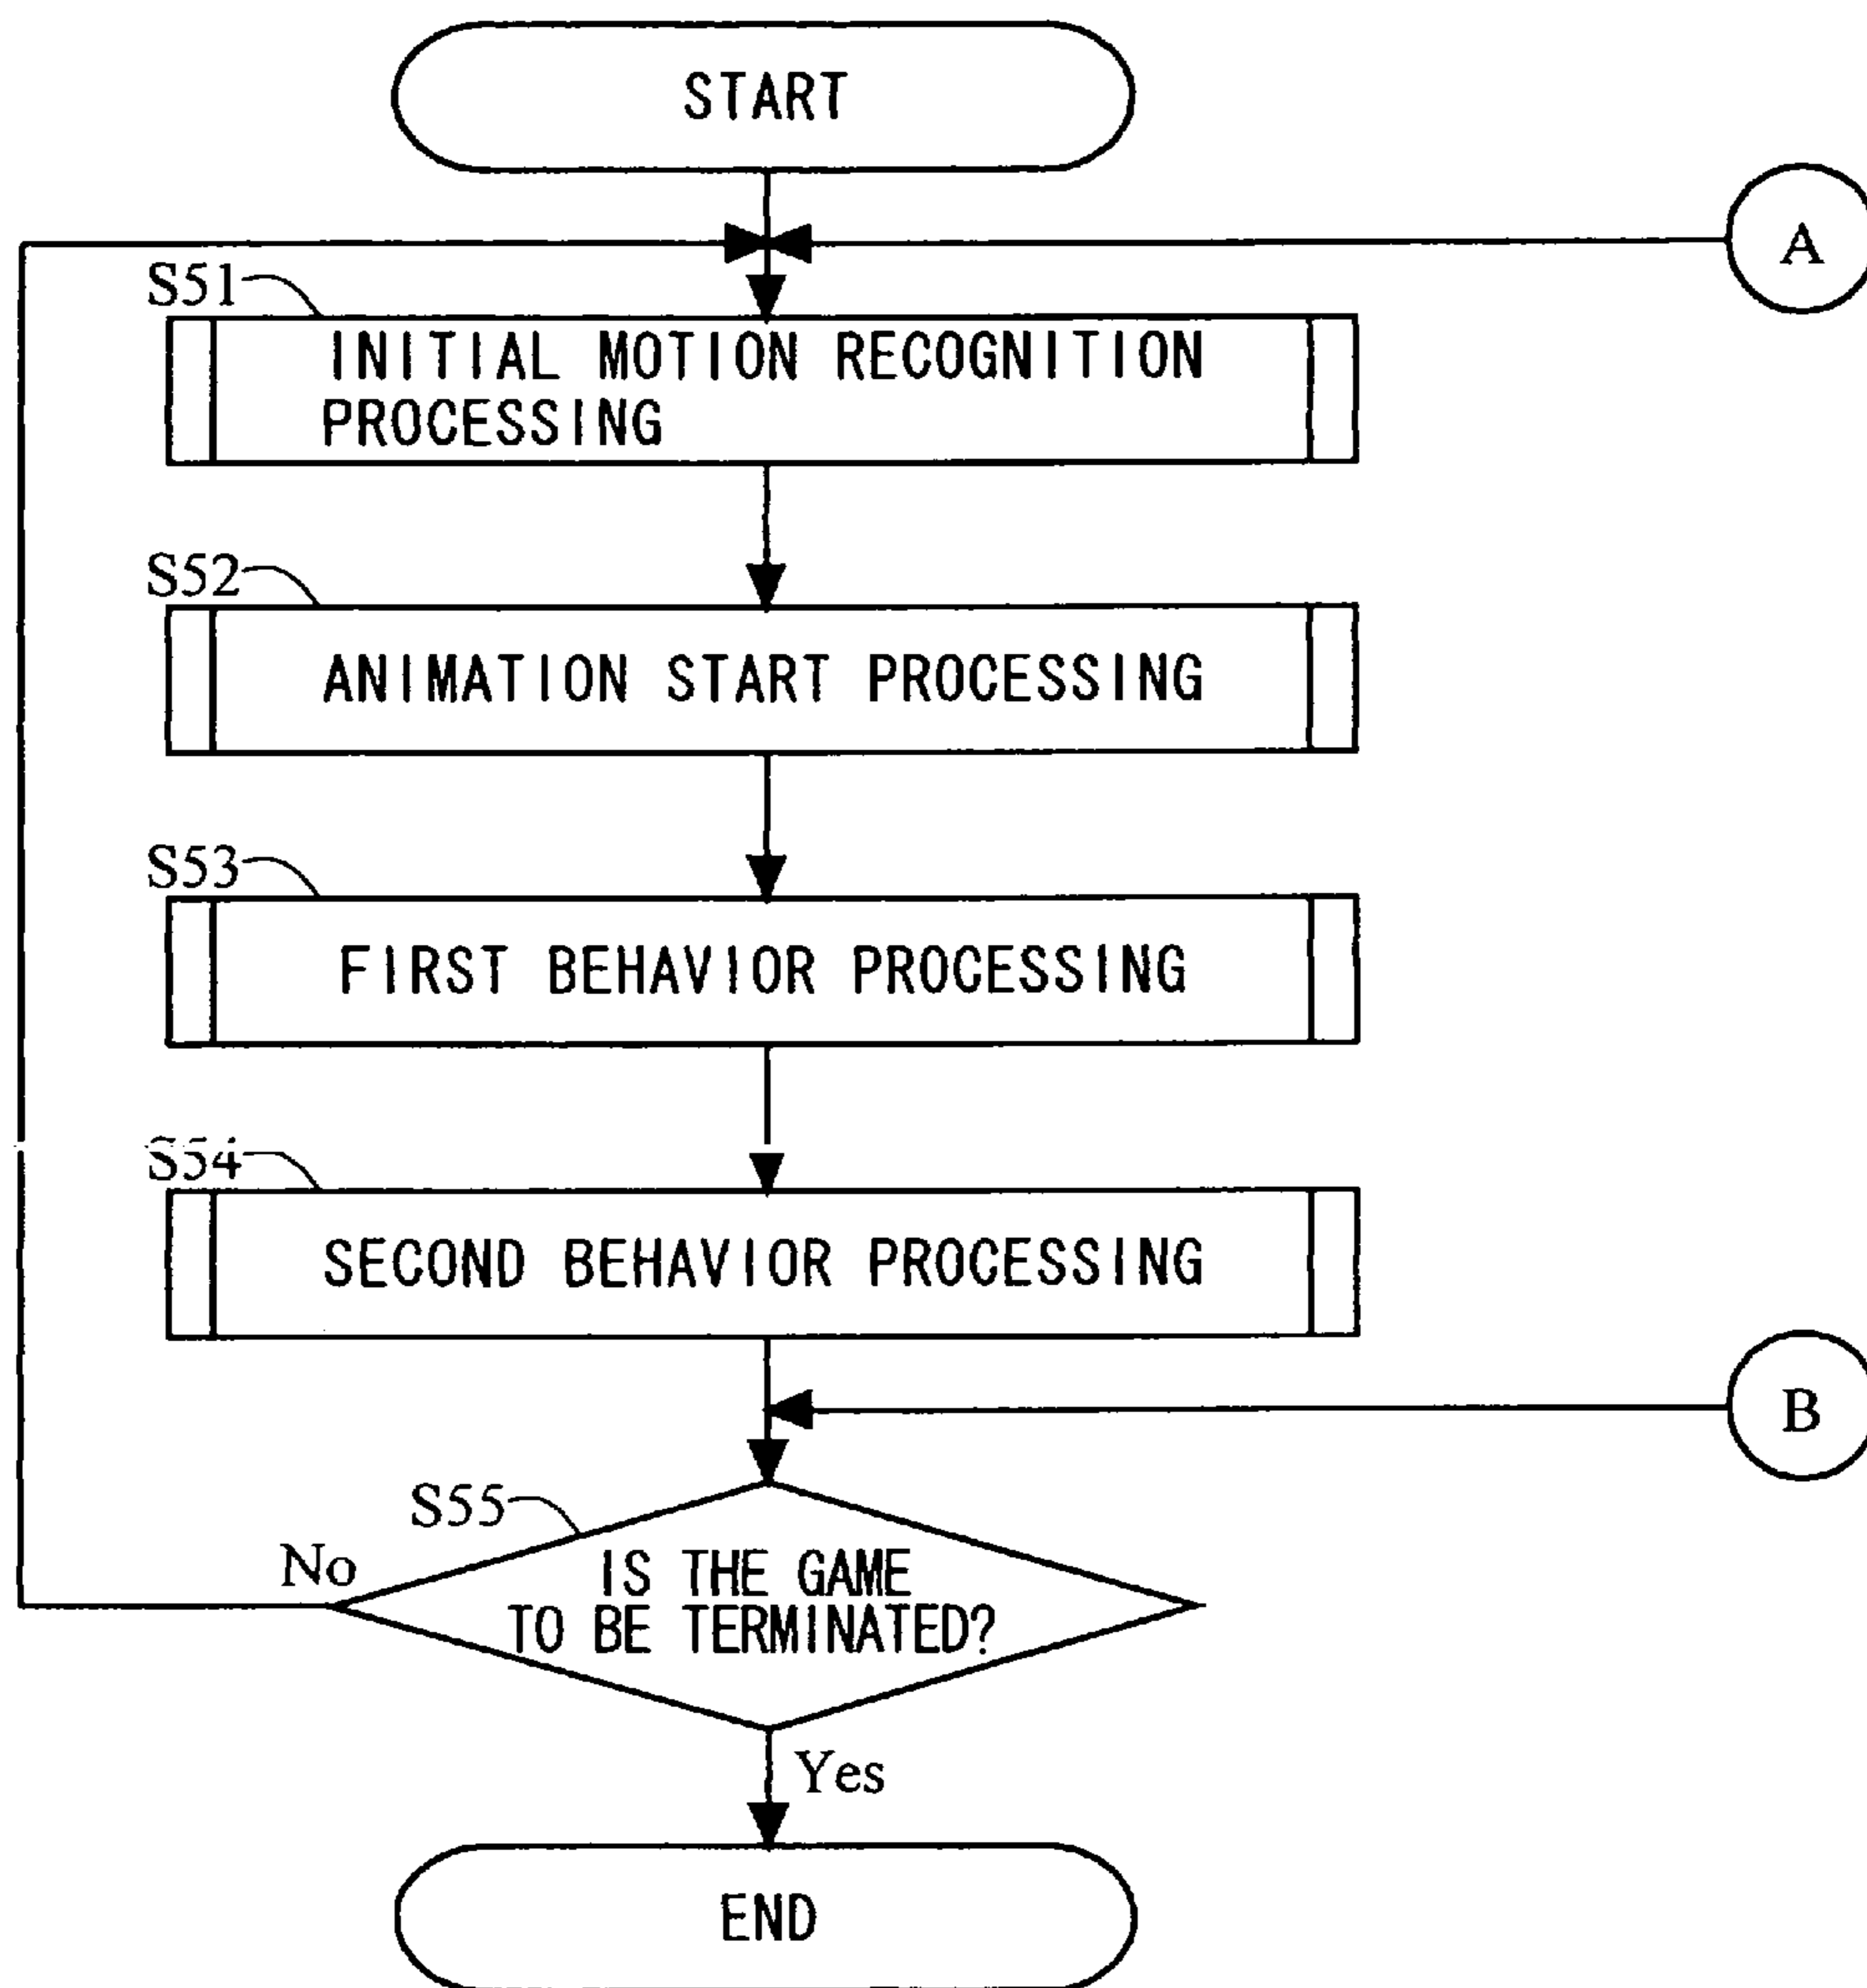 START
A
S51
INITIAL MOTION RECOGNITION
PROCESSING
S52
ANIMATION START PROCESSING
S53
FIRST BEHAVIOR PROCESSING
S54
SECOND BEHAVIOR PROCESSING
B
S55
No
IS THE GAME
TO BE TERMINATED?
Yes
END